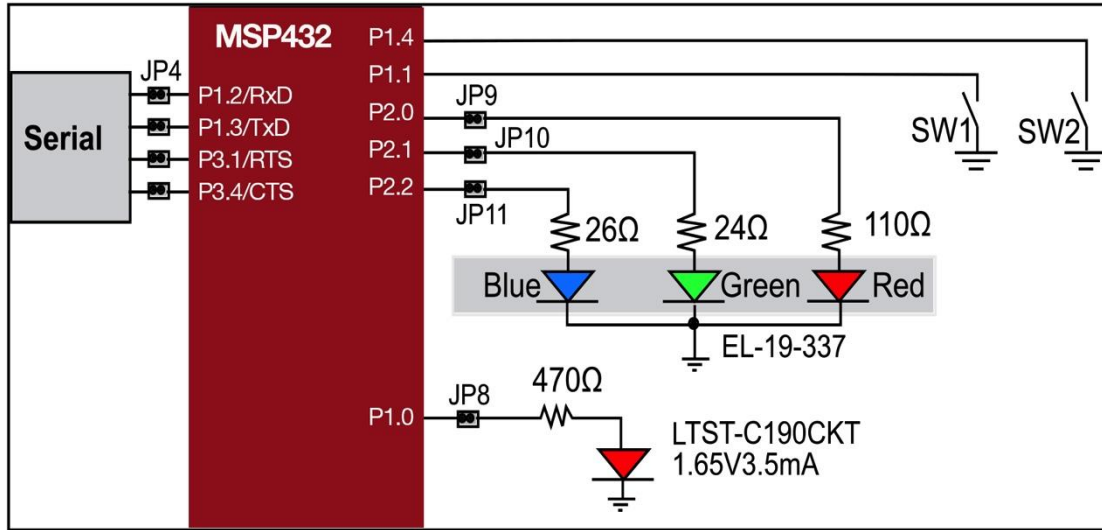 MSP432
P1.4
P1.1
P2.0
P2.1
P2.2
P1.0
Serial
JP4
P1.2/RxD
P1.3/TxD
P3.1/RTS
P3.4/CTS
JP9
JP10
JP11
SW1
SW2
26Ω
24Ω
110Ω
Blue
Green
Red
EL-19-337
JP8
470Ω
LTST-C190CKT
1.65V3.5mA